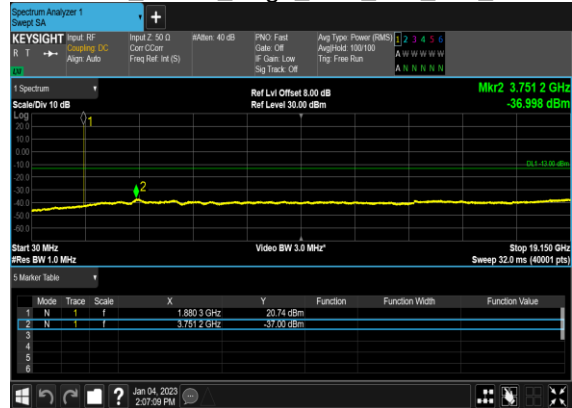 Spectrum Analyzer 1
Swept SA
+
KEYSIGHT Input: RF Input Z: 50 Ω #Atten: 40 dB PNO: Fast Avg Type: Power (RMS) 1 2 3 4 5 6
R T Coupling: DC Corr CCorr Gate: Off Avg|Hold: 100/100 A W W W W W
Align: Auto Freq Ref: Int (S) IF Gain: Low Trig: Free Run
Sig Track: Off A N N N N N
1 Spectrum Ref Lvl Offset 8.00 dB Mkr2 3.751 2 GHz
Scale/Div 10 dB Ref Level 30.00 dBm -36.998 dBm
Log
20.0
10.0
0.00
-10.0
-20.0
-30.0
-40.0
-50.0
-60.0
1
2
DL1 -13.00 dBm
Start 30 MHz Video BW 3.0 MHz* Stop 19.150 GHz
#Res BW 1.0 MHz Sweep 32.0 ms (40001 pts)
5 Marker Table
Mode Trace Scale X Y Function Function Width Function Value
1 N 1 f 1.880 3 GHz 20.74 dBm
2 N 1 f 3.751 2 GHz -37.00 dBm
3
4
5
6
? Jan 04, 2023
2:07:09 PM